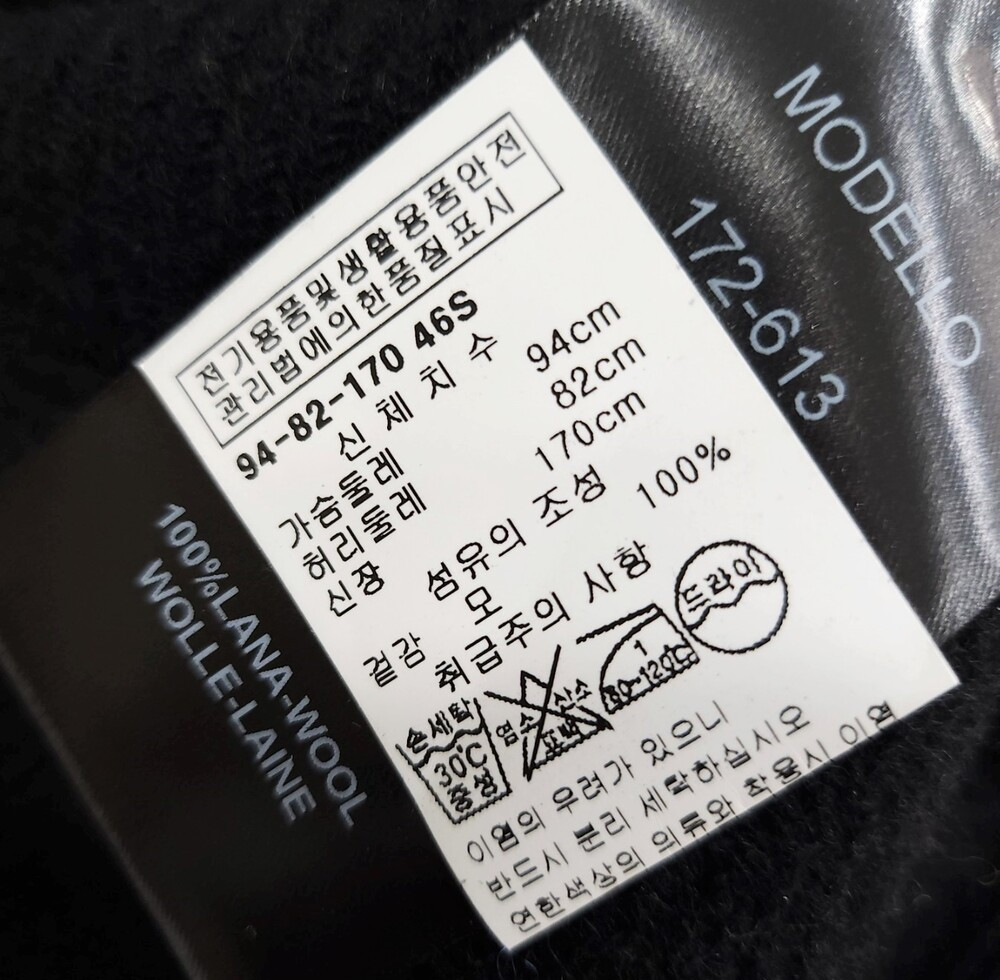 전기용품및생활용품안전
관리법에의한품질표시
94-82-170 46S
신 체 치 수
가슴둘레 94cm
허리둘레 82cm
신장 170cm
섬유의 조성
겉감 모 100%
취급주의 사항
손세탁
30℃
중성
염소 산소
표백
1
80-120℃
드라이
이염의 우려가 있으니
반드시 분리 세탁하십시오
연한색상의 의류와 착용시 이염
MODELLO
172-613
100%LANA-WOOL
WOLLE-LAINE